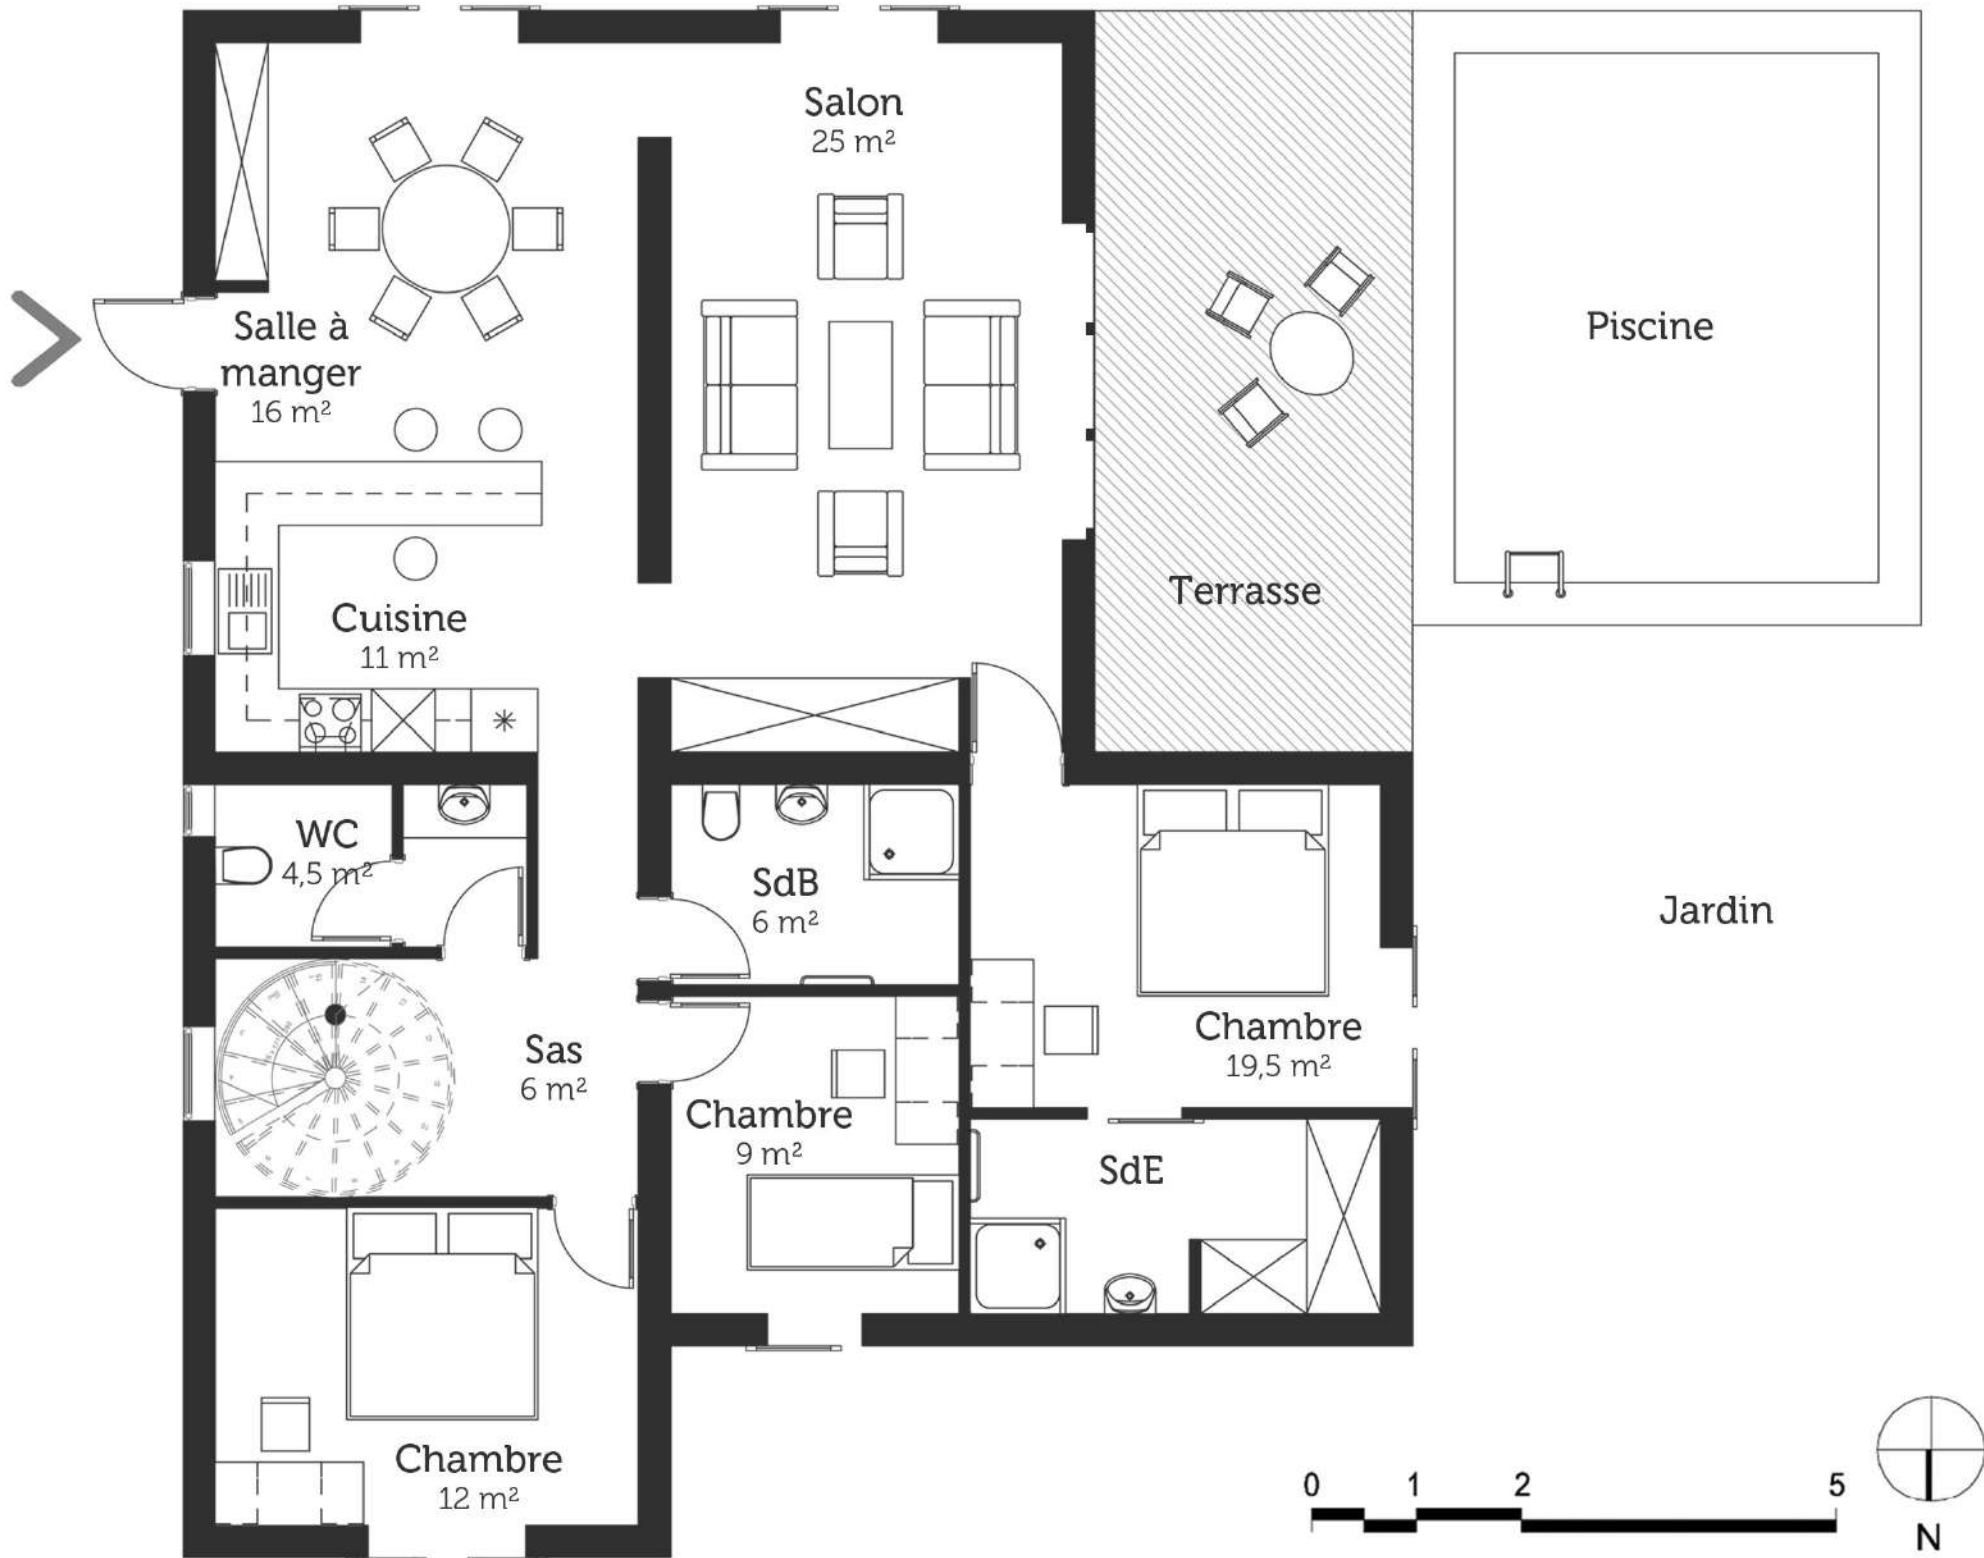 Salon
25 m²
Salle à
manger
16 m²
Piscine
Terrasse
Cuisine
11 m²
WC
4,5 m²
SdB
6 m²
Jardin
Chambre
19,5 m²
Sas
6 m²
Chambre
9 m²
SdE
Chambre
12 m²
0 1 2 5
N